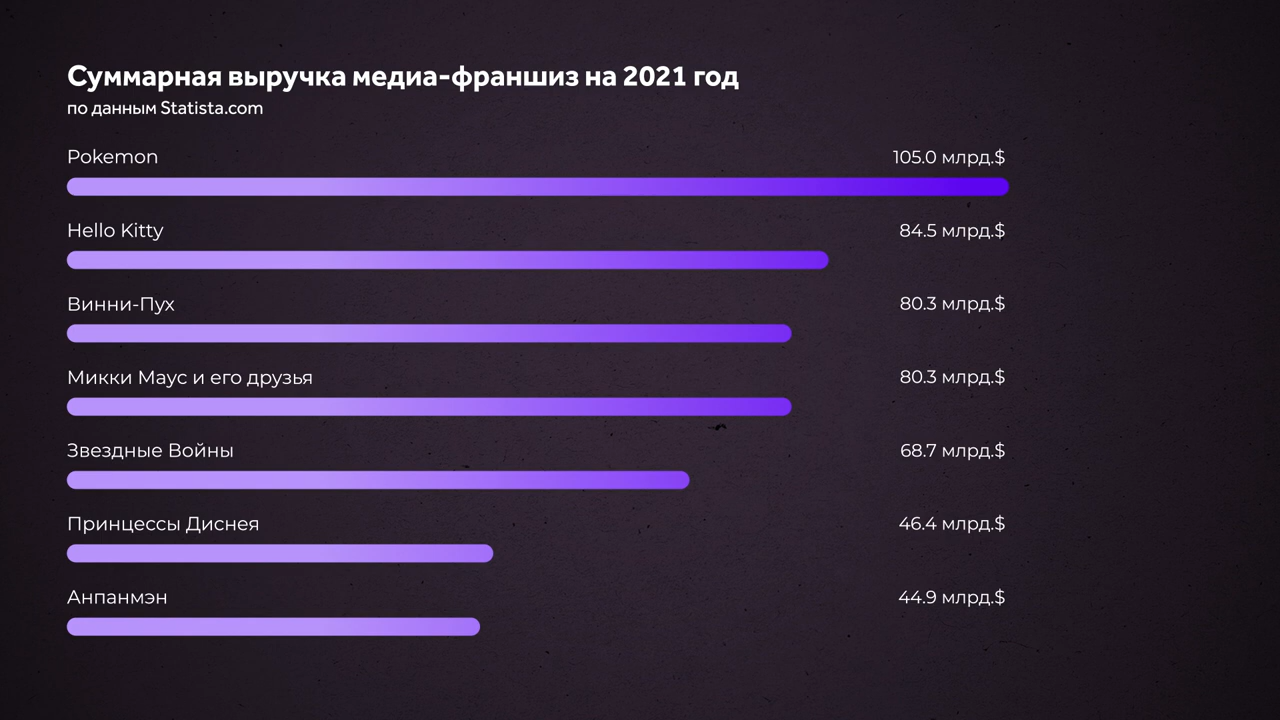 Суммарная выручка медиа-франшиз на 2021 год
по данным Statista.com
Pokemon 105.0 млрд.$
Hello Kitty 84.5 млрд.$
Винни-Пух 80.3 млрд.$
Микки Маус и его друзья 80.3 млрд.$
Звездные Войны 68.7 млрд.$
Принцессы Диснея 46.4 млрд.$
Анпанмэн 44.9 млрд.$